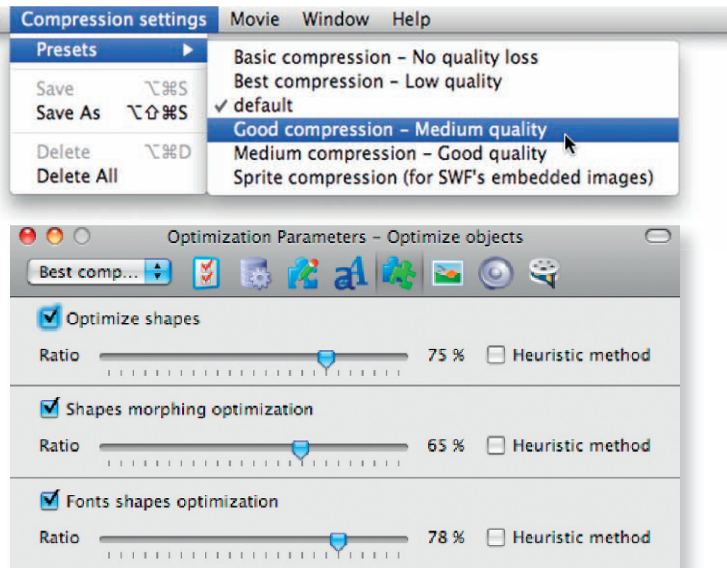 Compression settings Movie Window Help
Presets
Save ⌥⌘S
Save As ⌥⇧⌘S
Delete ⌥⌘D
Delete All
Basic compression – No quality loss
Best compression – Low quality
✓ default
Good compression – Medium quality
Medium compression – Good quality
Sprite compression (for SWF's embedded images)
Optimization Parameters – Optimize objects
Best comp...
Optimize shapes
Ratio 75 % Heuristic method
Shapes morphing optimization
Ratio 65 % Heuristic method
Fonts shapes optimization
Ratio 78 % Heuristic method